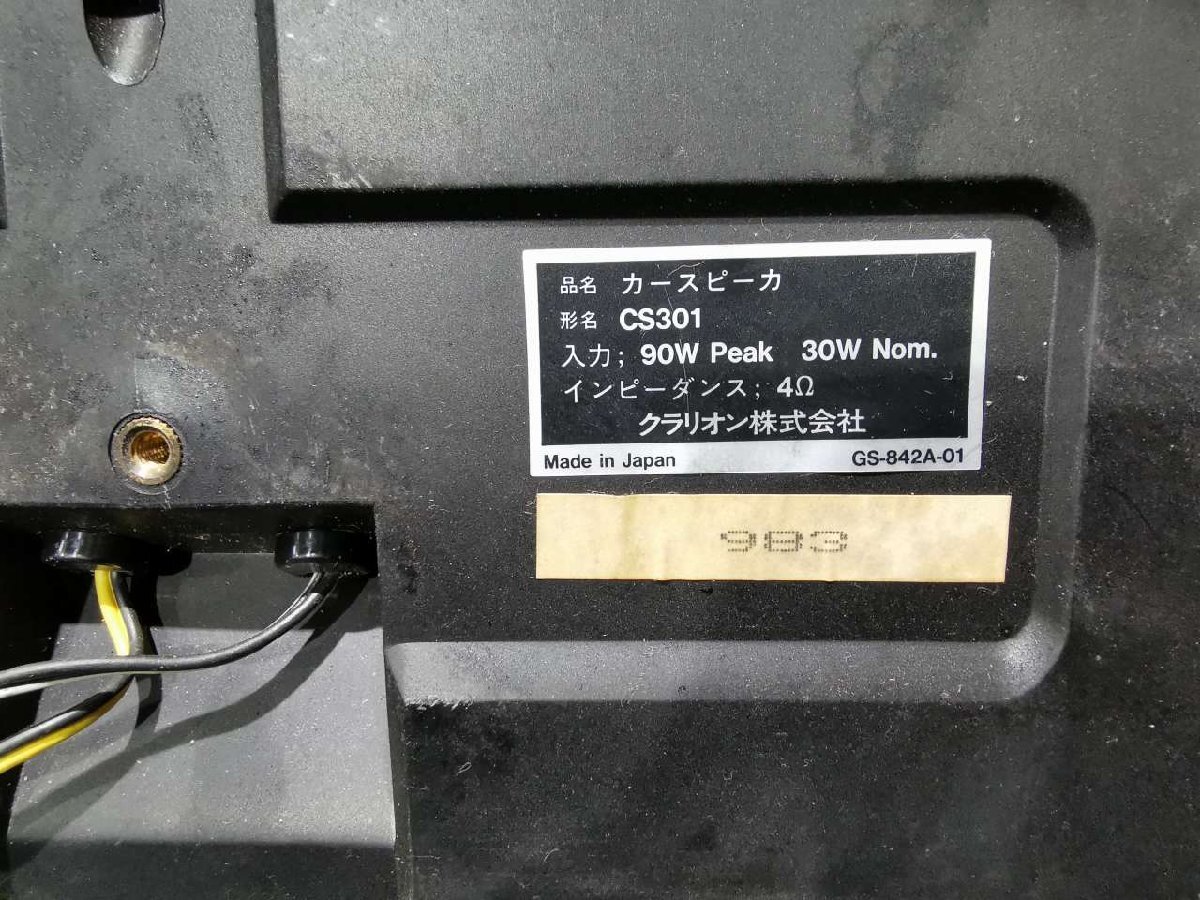 品名 カースピーカ
形名 CS301
入力; 90W Peak 30W Nom.
インピーダンス; 4Ω
クラリオン株式会社
Made in Japan GS-842A-01
983